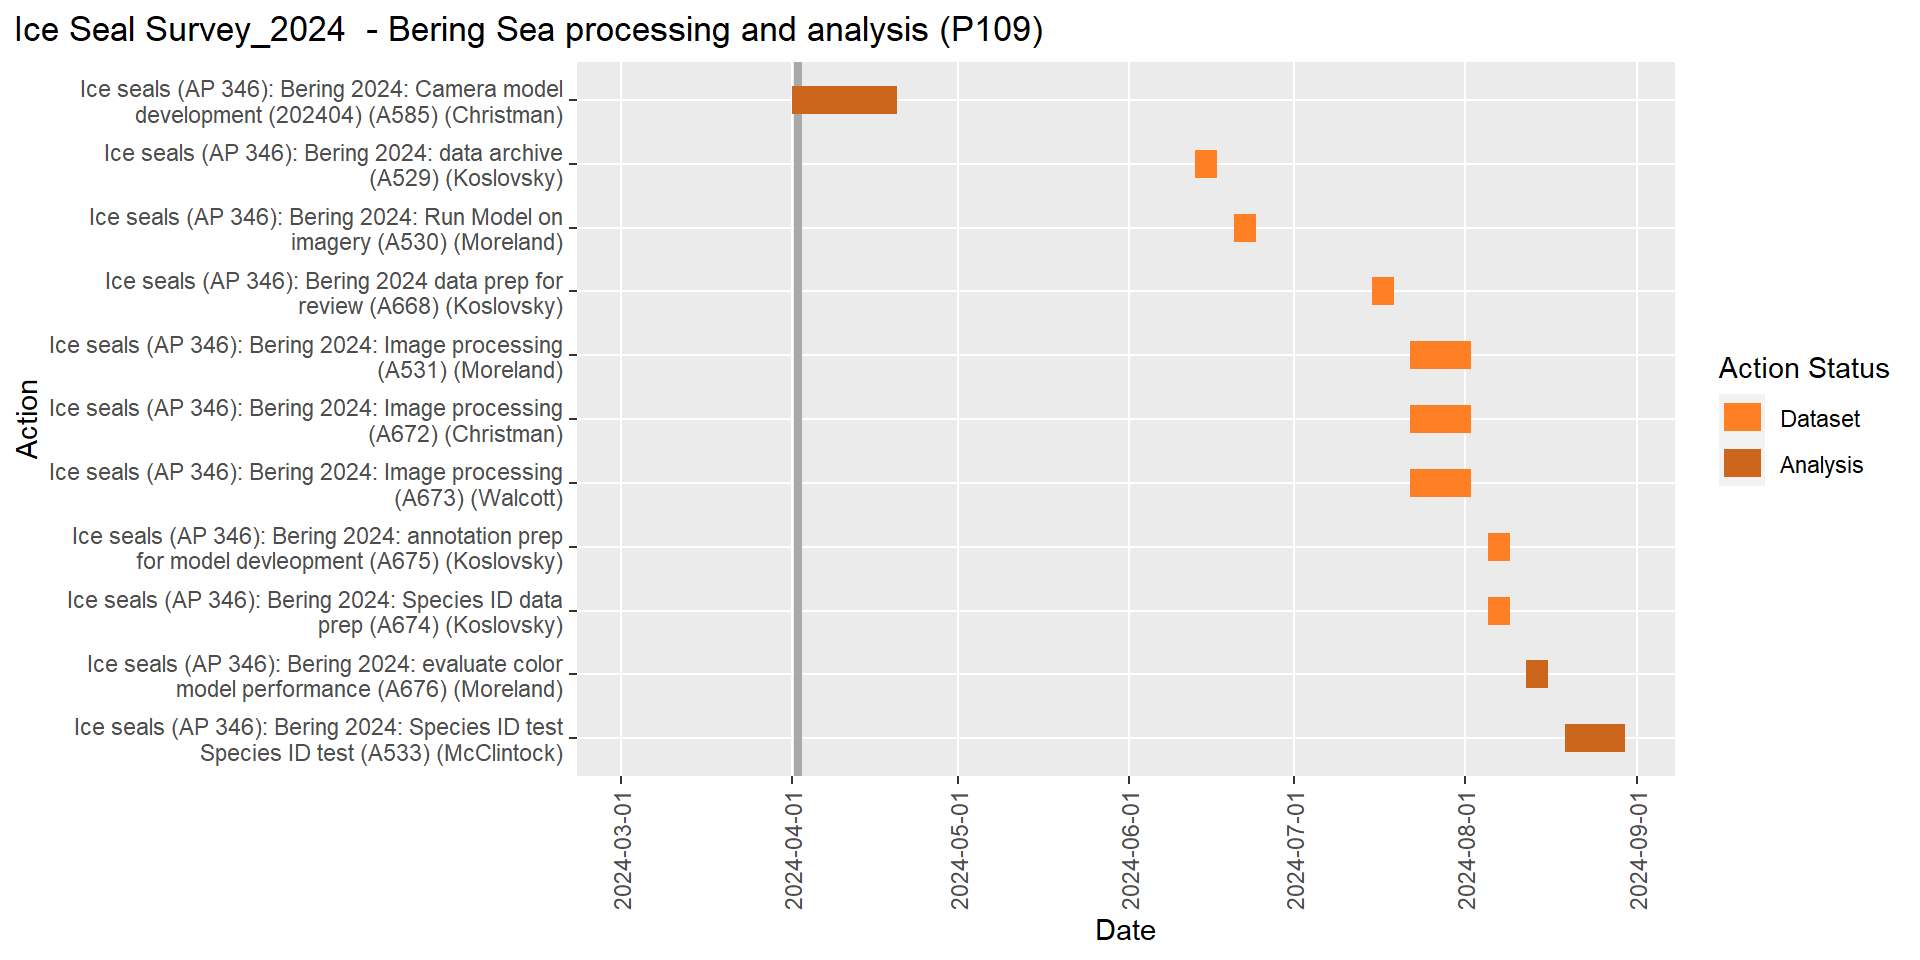 Ice Seal Survey_2024  - Bering Sea processing and analysis (P109)
Ice seals (AP 346): Bering 2024: Camera model
development (202404) (A585) (Christman)
Ice seals (AP 346): Bering 2024: data archive
(A529) (Koslovsky)
Ice seals (AP 346): Bering 2024: Run Model on
imagery (A530) (Moreland)
Ice seals (AP 346): Bering 2024 data prep for
review (A668) (Koslovsky)
Ice seals (AP 346): Bering 2024: Image processing
(A531) (Moreland)
Ice seals (AP 346): Bering 2024: Image processing
(A672) (Christman)
Ice seals (AP 346): Bering 2024: Image processing
(A673) (Walcott)
Ice seals (AP 346): Bering 2024: annotation prep
for model devleopment (A675) (Koslovsky)
Ice seals (AP 346): Bering 2024: Species ID data
prep (A674) (Koslovsky)
Ice seals (AP 346): Bering 2024: evaluate color
model performance (A676) (Moreland)
Ice seals (AP 346): Bering 2024: Species ID test
Species ID test (A533) (McClintock)
Action
2024-03-01
2024-04-01
2024-05-01
2024-06-01
2024-07-01
2024-08-01
2024-09-01
Date
Action Status
Dataset
Analysis